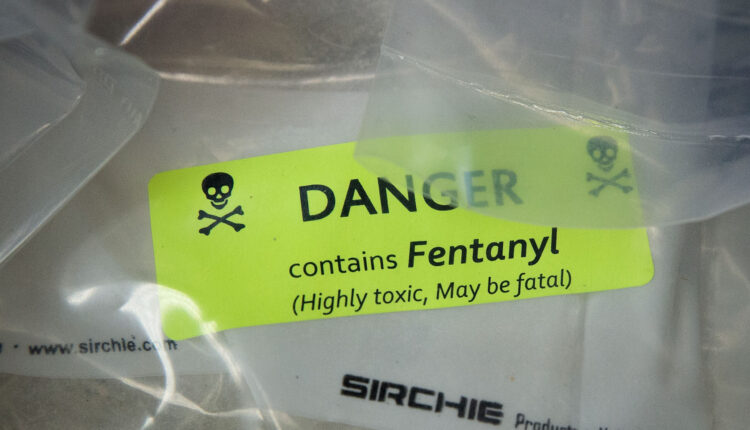 DANGER
contains Fentanyl
(Highly toxic, May be fatal)
www.sirchie.com
SIRCHIE